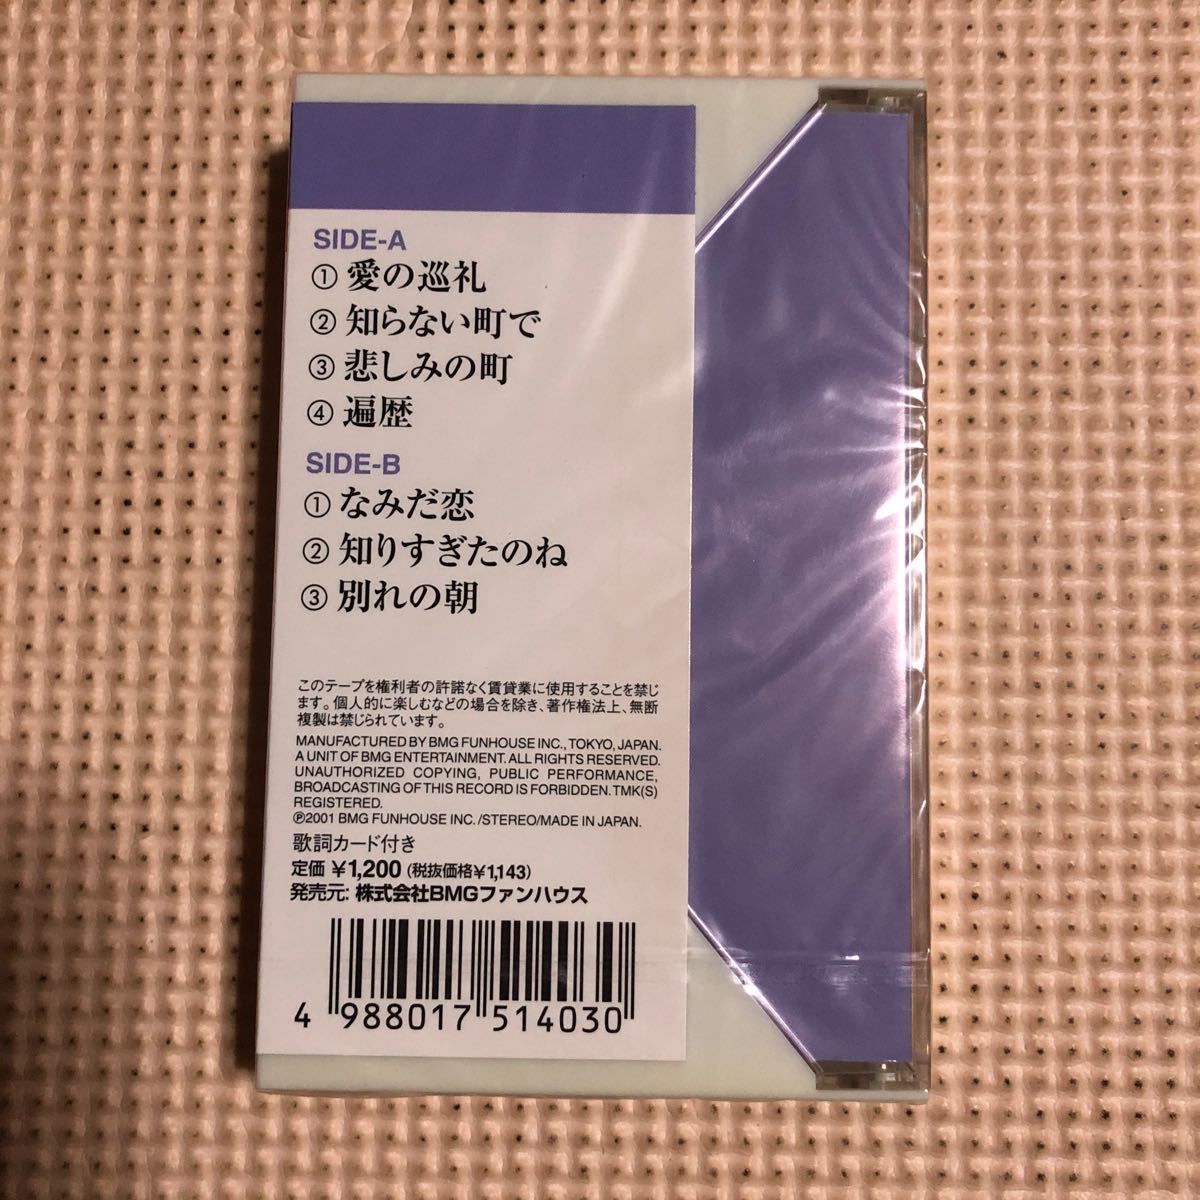 SIDE-A
① 愛の巡礼
② 知らない町で
③ 悲しみの町
④ 遍歴
SIDE-B
① なみだ恋
② 知りすぎたのね
③ 別れの朝
このテープを権利者の許諾なく賃貸業に使用することを禁じ
ます。個人的に楽しむなどの場合を除き、著作権法上、無断
複製は禁じられています。
MANUFACTURED BY BMG FUNHOUSE INC., TOKYO, JAPAN.
A UNIT OF BMG ENTERTAINMENT. ALL RIGHTS RESERVED.
UNAUTHORIZED COPYING, PUBLIC PERFORMANCE,
BROADCASTING OF THIS RECORD IS FORBIDDEN. TMK(S)
REGISTERED.
Ⓟ2001 BMG FUNHOUSE INC./STEREO/MADE IN JAPAN.
歌詞カード付き
定価 ¥1,200 (税抜価格¥1,143)
発売元: 株式会社BMGファンハウス
4 988017 514030